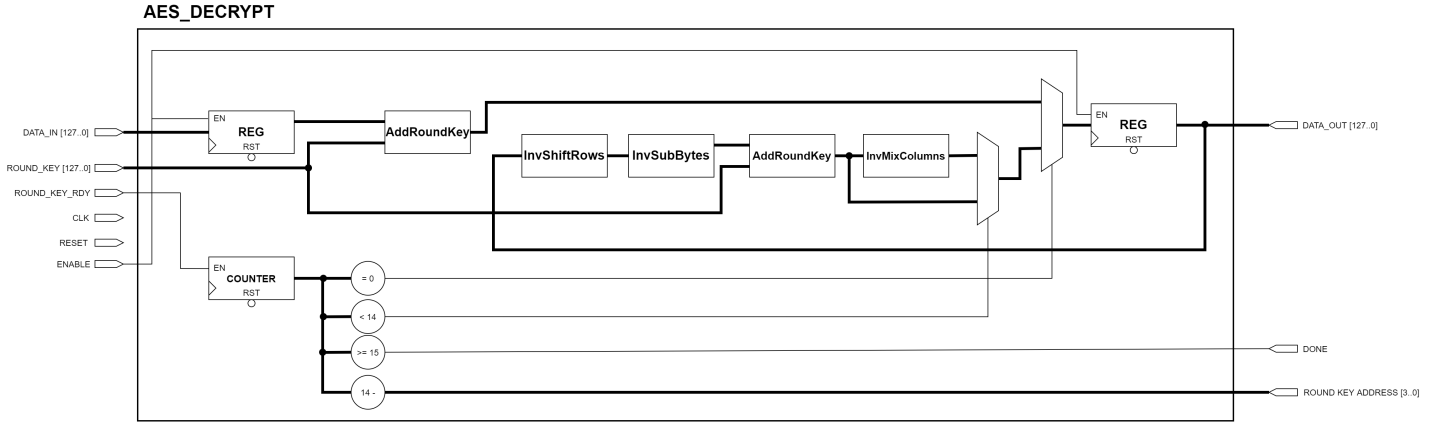 AES_DECRYPT
DATA_IN [127..0]
ROUND_KEY [127..0]
ROUND_KEY_RDY
CLK
RESET
ENABLE
EN
REG
RST
AddRoundKey
InvShiftRows
InvSubBytes
AddRoundKey
InvMixColumns
EN
REG
RST
DATA_OUT [127..0]
EN
COUNTER
RST
= 0
< 14
>= 15
14 -
DONE
ROUND KEY ADDRESS [3..0]